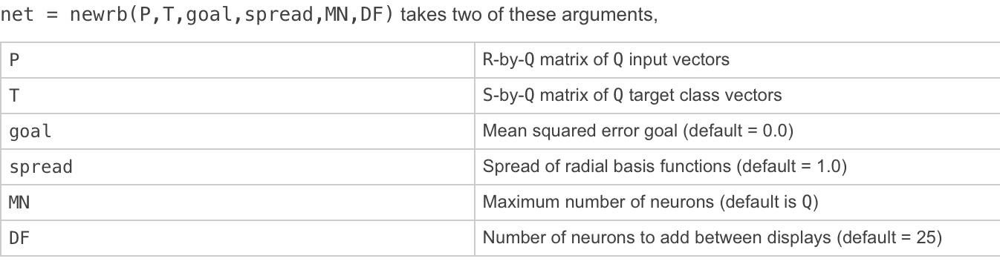 net = newrb(P,T,goal,spread,MN,DF) takes two of these arguments,
P R-by-Q matrix of Q input vectors
T S-by-Q matrix of Q target class vectors
goal Mean squared error goal (default = 0.0)
spread Spread of radial basis functions (default = 1.0)
MN Maximum number of neurons (default is Q)
DF Number of neurons to add between displays (default = 25)